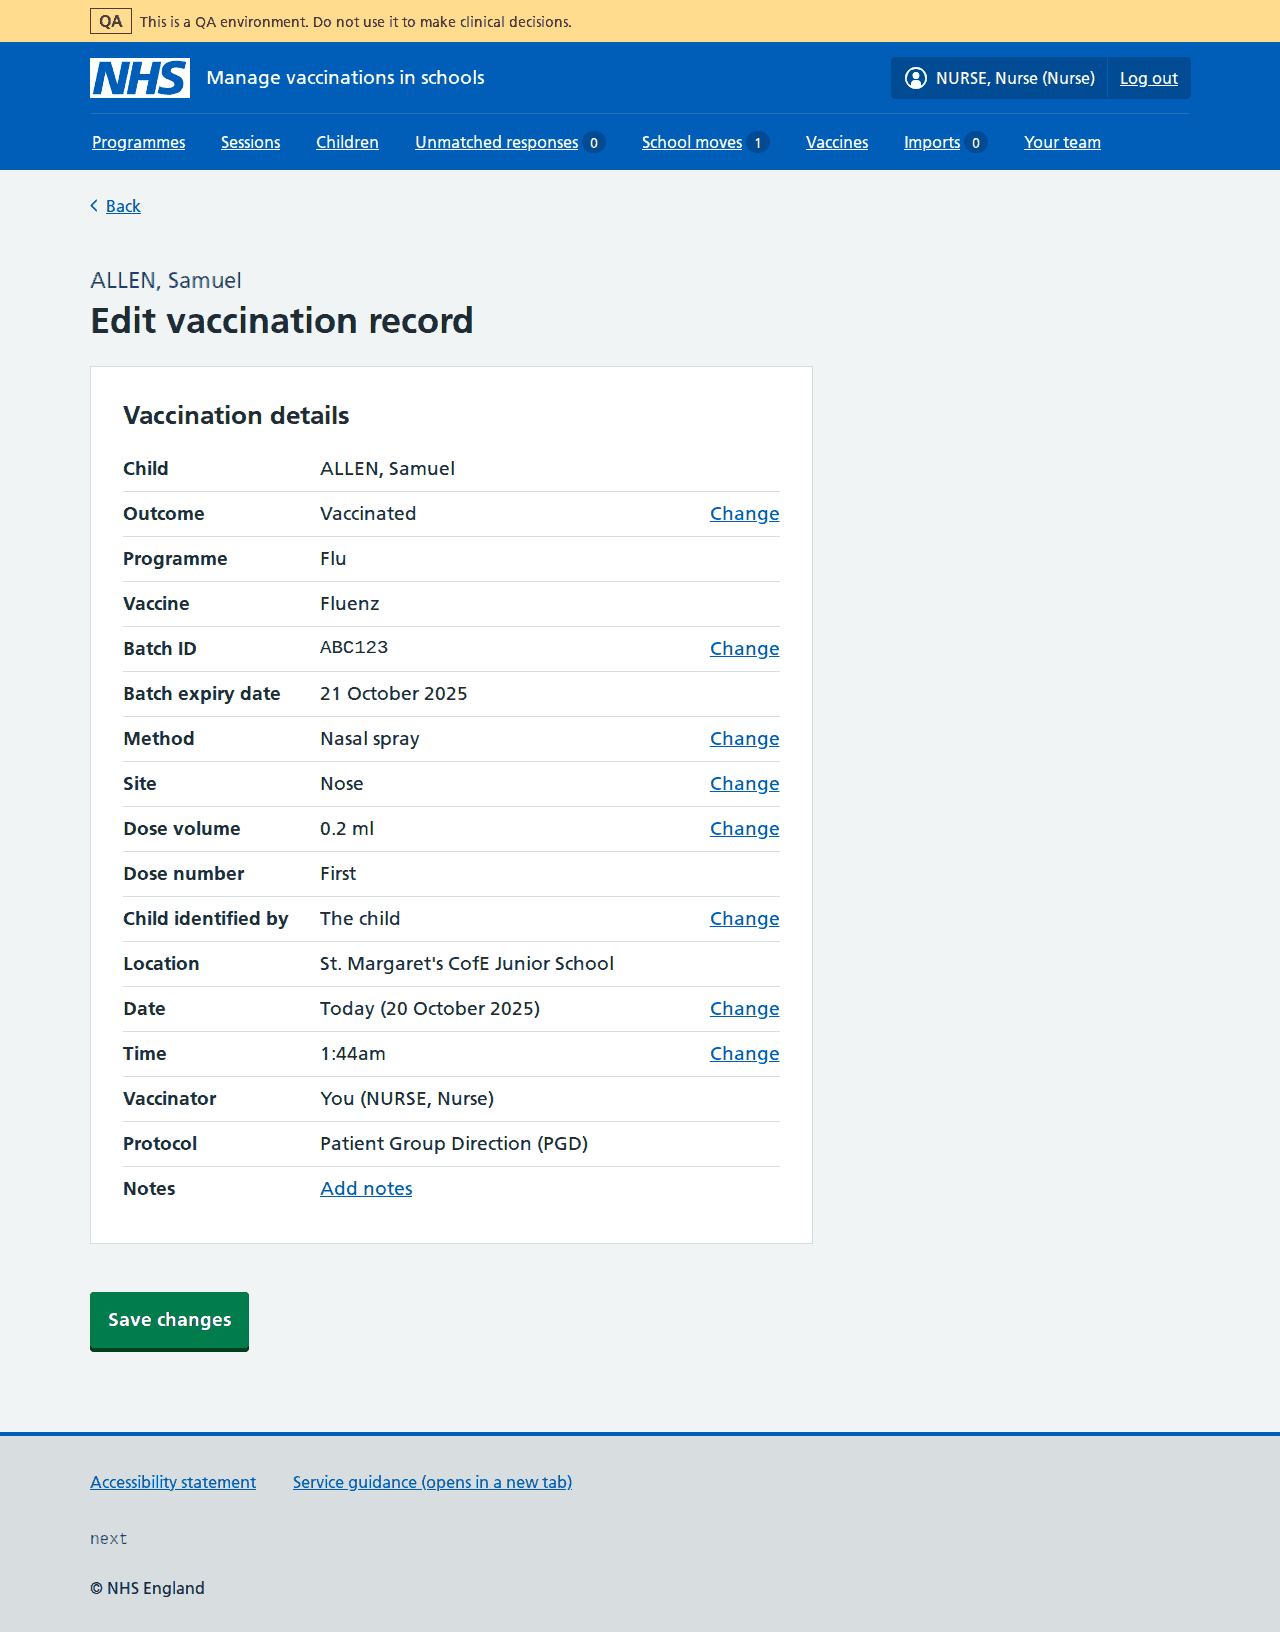 QA This is a QA environment. Do not use it to make clinical decisions.
NHS Manage vaccinations in schools NURSE, Nurse (Nurse) Log out
Programmes Sessions Children Unmatched responses 0 School moves 1 Vaccines Imports 0 Your team
Back
ALLEN, Samuel
Edit vaccination record
Vaccination details
Child ALLEN, Samuel
Outcome Vaccinated Change
Programme Flu
Vaccine Fluenz
Batch ID ABC123 Change
Batch expiry date 21 October 2025
Method Nasal spray Change
Site Nose Change
Dose volume 0.2 ml Change
Dose number First
Child identified by The child Change
Location St. Margaret's CofE Junior School
Date Today (20 October 2025) Change
Time 1:44am Change
Vaccinator You (NURSE, Nurse)
Protocol Patient Group Direction (PGD)
Notes Add notes
Save changes
Accessibility statement Service guidance (opens in a new tab)
next
© NHS England